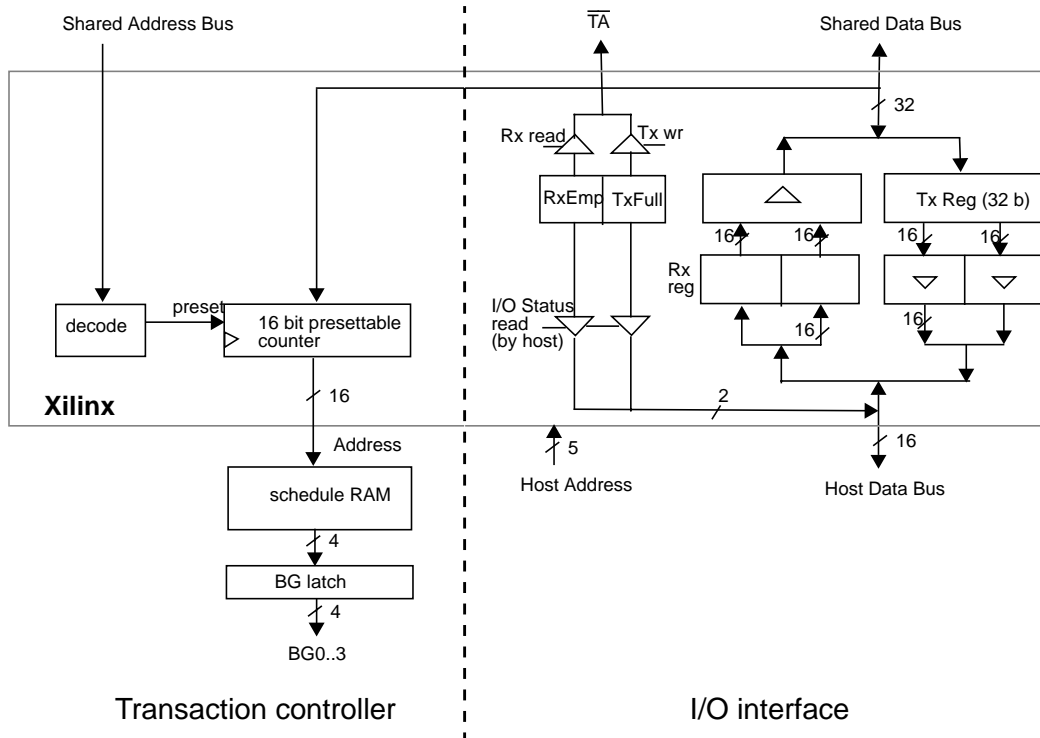 Shared Address Bus
TA
Shared Data Bus
32
Rx read
Tx wr
RxEmp
TxFull
Tx Reg (32 b)
16
16
16
16
Rx
reg
preset
decode
16 bit presettable
counter
I/O Status
read
(by host)
16
16
16
Xilinx
2
Address
5
16
Host Address
Host Data Bus
schedule RAM
4
BG latch
4
BG0..3
Transaction controller
I/O interface